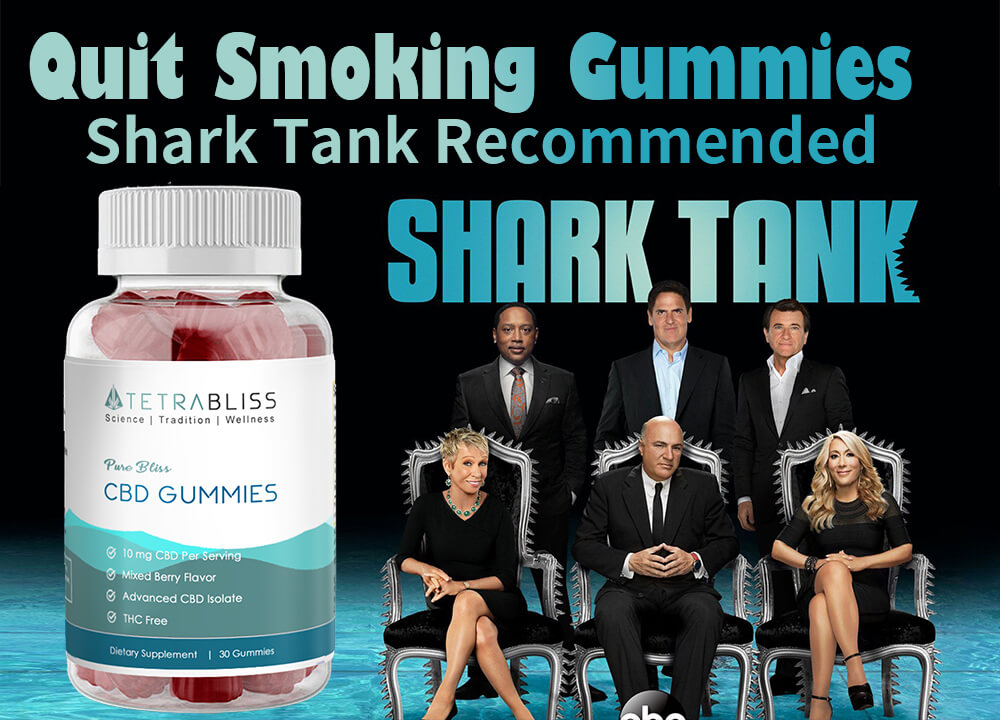 Quit Smoking Gummies
Shark Tank Recommended
SHARK TANK
TETRABLISS
Science | Tradition | Wellness
Pure Bliss
CBD GUMMIES
10 mg CBD Per Serving
Mixed Berry Flavor
Advanced CBD Isolate
THC Free
Dietary Supplement | 30 Gummies
abc